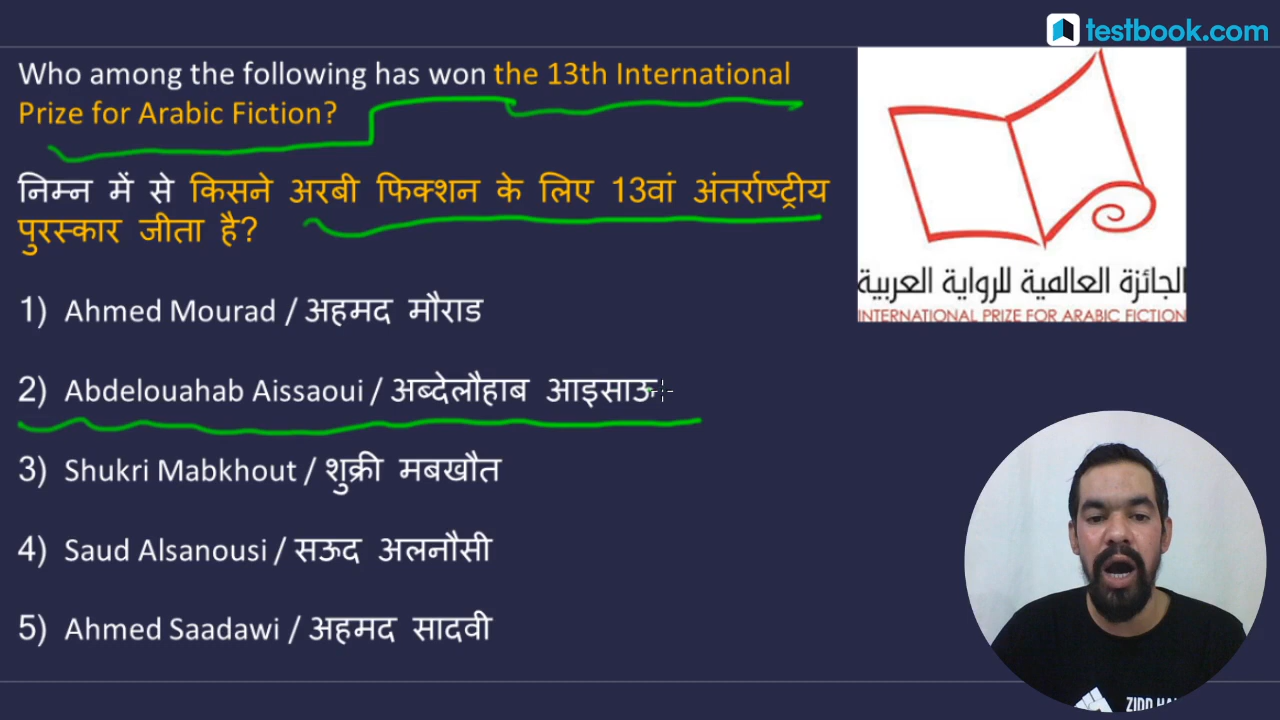 testbook.com
Who among the following has won the 13th International
Prize for Arabic Fiction?
निम्न में से किसने अरबी फिक्शन के लिए 13वां अंतर्राष्ट्रीय
पुरस्कार जीता है?
1) Ahmed Mourad / अहमद मौराड
2) Abdelouahab Aissaoui / अब्देलौहाब आइसाऊ
3) Shukri Mabkhout / शुक्री मबखौत
4) Saud Alsanousi / सऊद अलनौसी
5) Ahmed Saadawi / अहमद सादवी
الجائزة العالمية للرواية العربية
INTERNATIONAL PRIZE FOR ARABIC FICTION